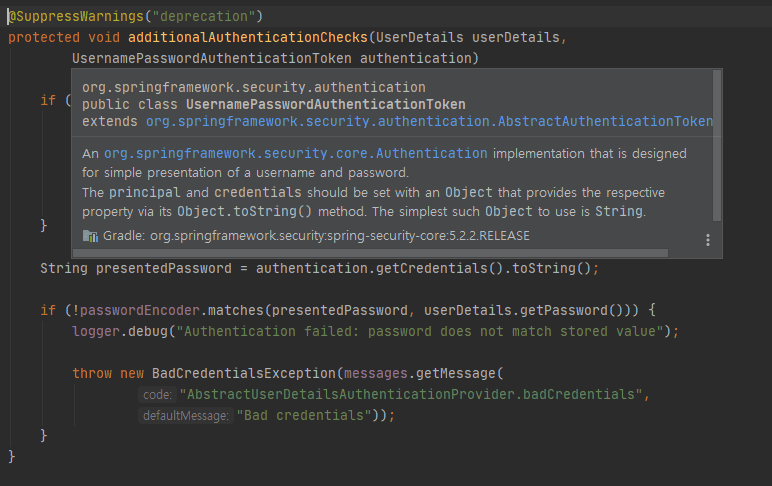 @SuppressWarnings("deprecation")
protected void additionalAuthenticationChecks(UserDetails userDetails,
UsernamePasswordAuthenticationToken authentication)
if (
org.springframework.security.authentication
public class UsernamePasswordAuthenticationToken
extends org.springframework.security.authentication.AbstractAuthenticationToken
An org.springframework.security.core.Authentication implementation that is designed
for simple presentation of a username and password.
The principal and credentials should be set with an Object that provides the respective
property via its Object.toString() method. The simplest such Object to use is String.
Gradle: org.springframework.security:spring-security-core:5.2.2.RELEASE
}
String presentedPassword = authentication.getCredentials().toString();
if (!passwordEncoder.matches(presentedPassword, userDetails.getPassword())) {
logger.debug("Authentication failed: password does not match stored value");
throw new BadCredentialsException(messages.getMessage(
code: "AbstractUserDetailsAuthenticationProvider.badCredentials",
defaultMessage: "Bad credentials"));
}
}